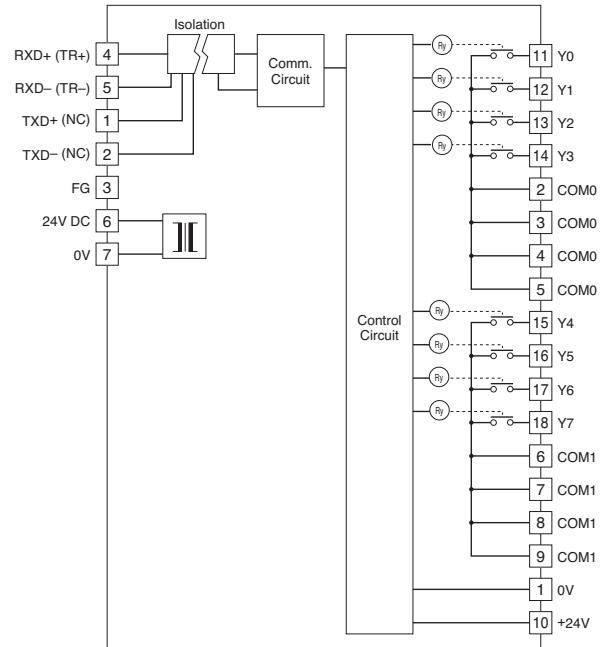 Isolation
RXD+ (TR+) 4
RXD– (TR–) 5
TXD+ (NC) 1
TXD– (NC) 2
FG 3
24V DC 6
0V 7
Comm.
Circuit
Control
Circuit
Ry 11 Y0
Ry 12 Y1
Ry 13 Y2
Ry 14 Y3
2 COM0
3 COM0
4 COM0
5 COM0
Ry 15 Y4
Ry 16 Y5
Ry 17 Y6
Ry 18 Y7
6 COM1
7 COM1
8 COM1
9 COM1
1 0V
10 +24V